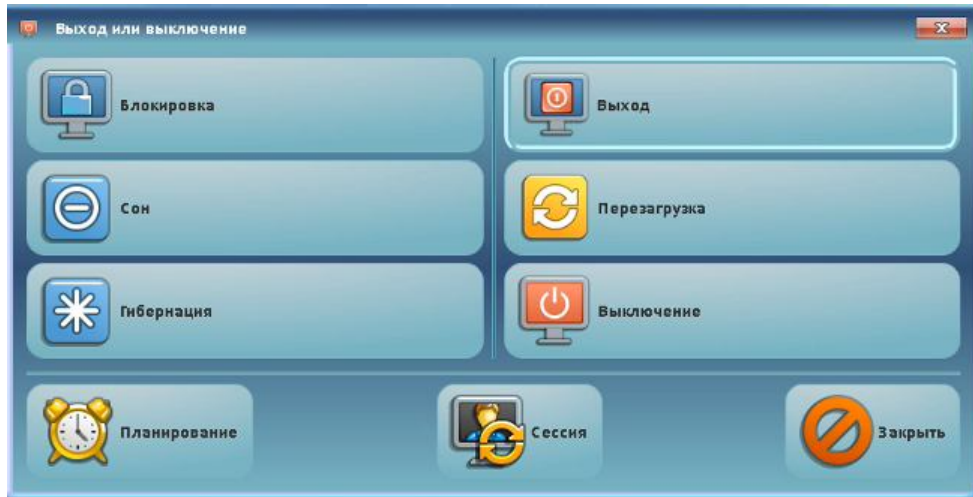 Выход или выключение
Блокировка
Выход
Сон
Перезагрузка
Гибернация
Выключение
Планирование
Сессия
Закрыть